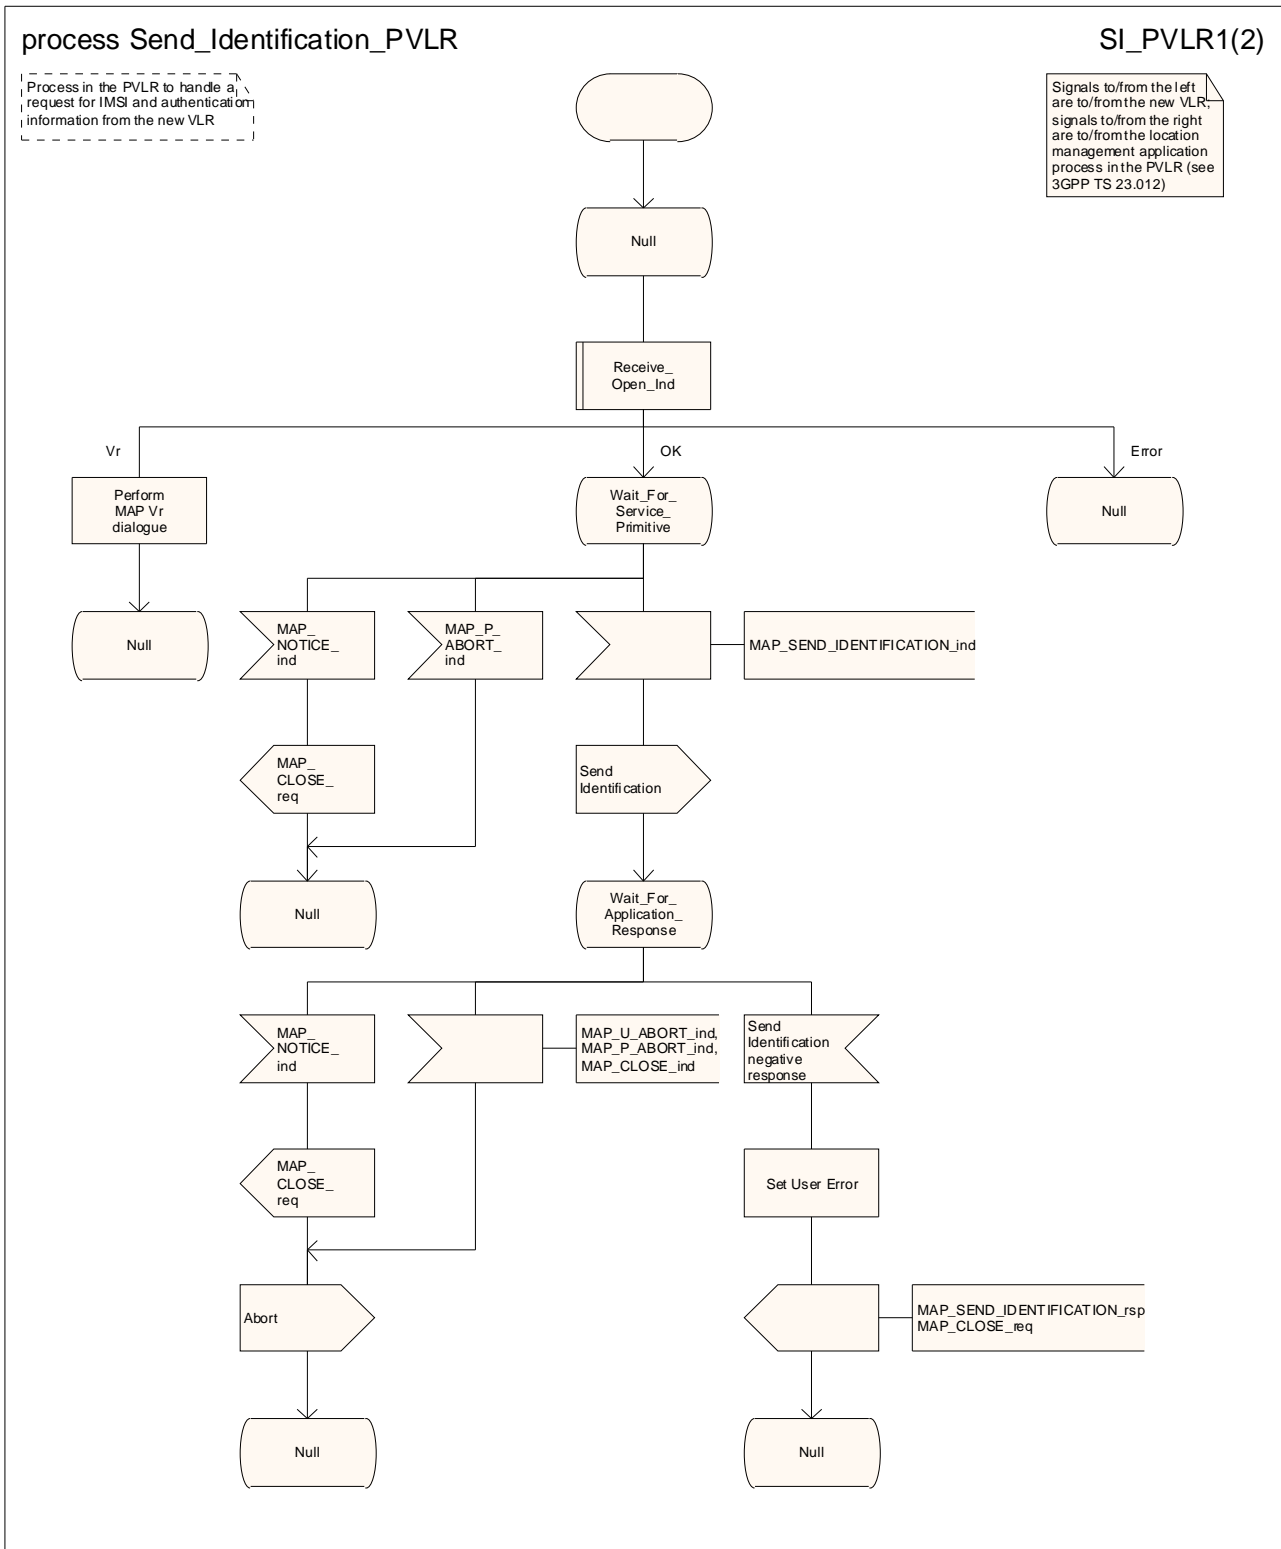 process Send_Identification_PVLR
SI_PVLR1(2)
Process in the PVLR to handle a
request for IMSI and authentication
information from the new VLR
Signals to/from the left
are to/from the new VLR;
signals to/from the right
are to/from the location
management application
process in the PVLR (see
3GPP TS 23.012)
Null
Receive_
Open_Ind
Vr
OK
Error
Perform
MAP Vr
dialogue
Wait_For_
Service_
Primitive
Null
Null
MAP_
NOTICE_
ind
MAP_P_
ABORT_
ind
MAP_SEND_IDENTIFICATION_ind
MAP_
CLOSE_
req
Send
Identification
Null
Wait_For_
Application_
Response
MAP_
NOTICE_
ind
MAP_U_ABORT_ind,
MAP_P_ABORT_ind,
MAP_CLOSE_ind
Send
Identification
negative
response
MAP_
CLOSE_
req
Set User Error
Abort
MAP_SEND_IDENTIFICATION_rsp
MAP_CLOSE_req
Null
Null